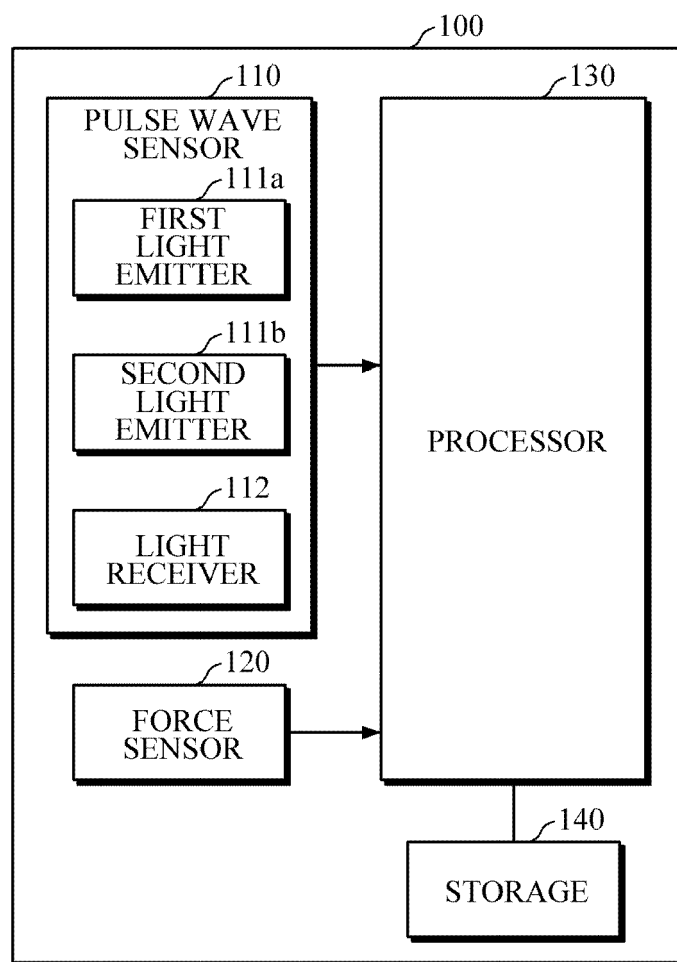 100
110
PULSE WAVE
SENSOR
111a
FIRST
LIGHT
EMITTER
111b
SECOND
LIGHT
EMITTER
112
LIGHT
RECEIVER
120
FORCE
SENSOR
130
PROCESSOR
140
STORAGE